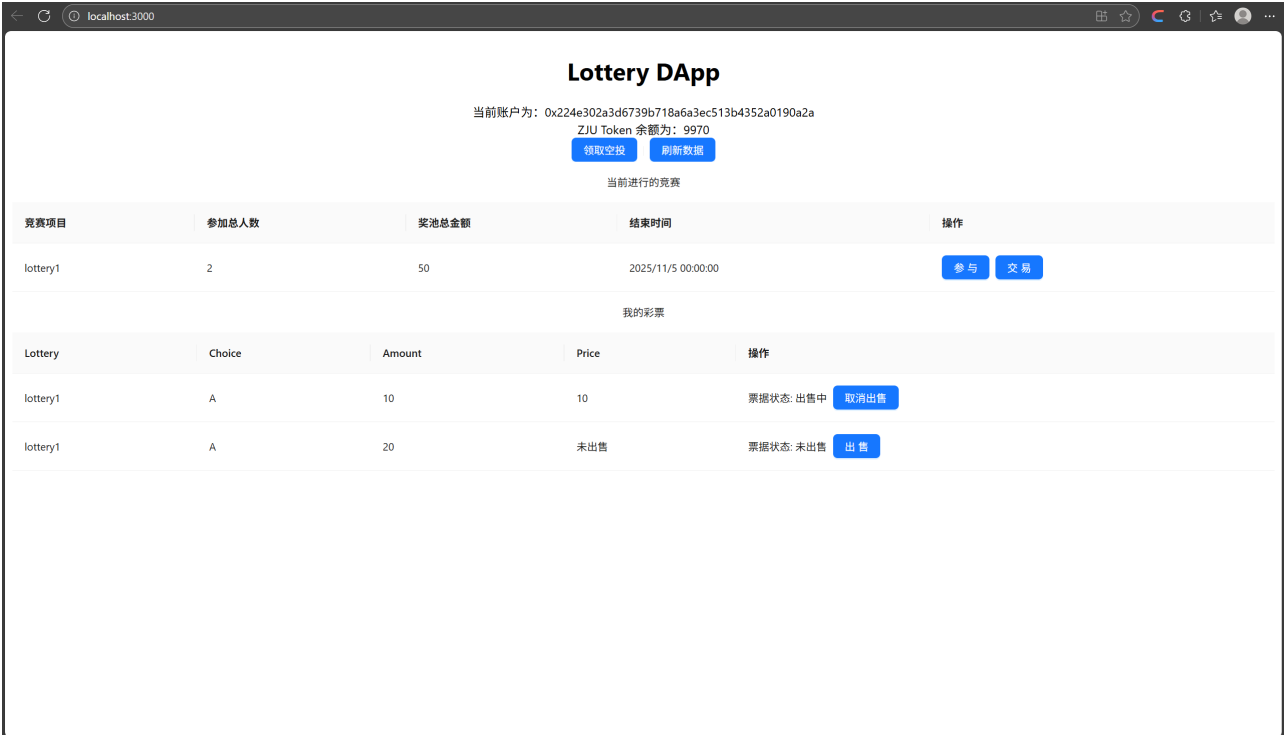 localhost:3000
Lottery DApp
当前账户为：0x224e302a3d6739b718a6a3ec513b4352a0190a2a
ZJU Token 余额为：9970
领取空投 刷新数据
当前进行的竞赛
竞赛项目 参加总人数 奖池总金额 结束时间 操作
lottery1 2 50 2025/11/5 00:00:00 参 与 交 易
我的彩票
Lottery Choice Amount Price 操作
lottery1 A 10 10 票据状态: 出售中 取消出售
lottery1 A 20 未出售 票据状态: 未出售 出 售